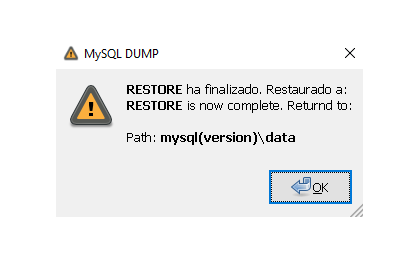 MySQL DUMP
RESTORE ha finalizado. Restaurado a:
RESTORE is now complete. Returnd to:
Path: mysql(version)\data
OK